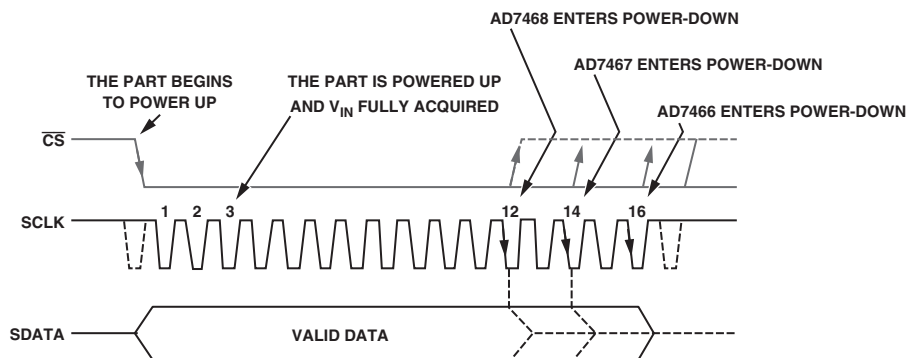 AD7468 ENTERS POWER-DOWN
THE PART BEGINS
TO POWER UP
THE PART IS POWERED UP
AND VIN FULLY ACQUIRED
AD7467 ENTERS POWER-DOWN
AD7466 ENTERS POWER-DOWN
CS
SCLK
1 2 3 12 14 16
SDATA
VALID DATA